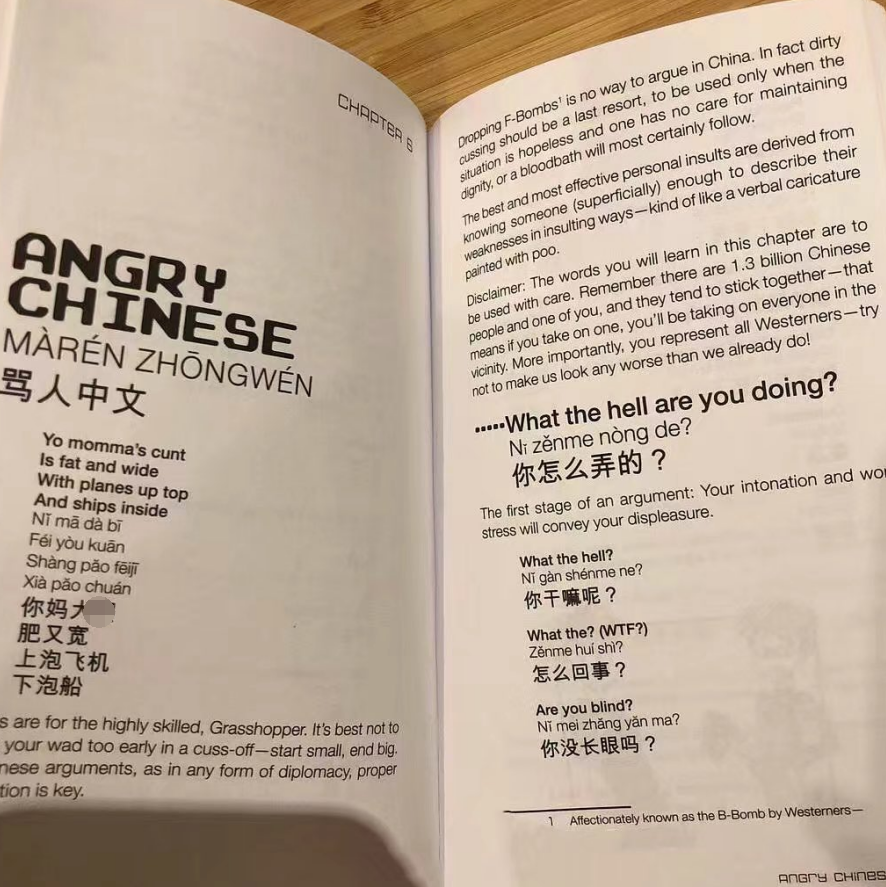 CHAPTER
ANGRY
CHINESE
MÀRÉN ZHŌNGWÉN
骂人中文
Yo momma's cunt
Is fat and wide
With planes up top
And ships inside
Nǐ mā dà bī
Féi yòu kuān
Shàng pǎo fēijī
Xià pǎo chuán
你妈大
肥又宽
上泡飞机
下泡船
s are for the highly skilled, Grasshopper. It's best not to
your wad too early in a cuss-off—start small, end big.
nese arguments, as in any form of diplomacy, proper
tion is key.
Dropping F-Bombs¹ is no way to argue in China. In fact dirty
cussing should be a last resort, to be used only when the
situation is hopeless and one has no care for maintaining
dignity, or a bloodbath will most certainly follow.
The best and most effective personal insults are derived from
knowing someone (superficially) enough to describe their
weaknesses in insulting ways—kind of like a verbal caricature
painted with poo.
Disclaimer: The words you will learn in this chapter are to
be used with care. Remember there are 1.3 billion Chinese
people and one of you, and they tend to stick together—that
means if you take on one, you'll be taking on everyone in the
vicinity. More importantly, you represent all Westerners—try
not to make us look any worse than we already do!
.....What the hell are you doing?
Nǐ zěnme nòng de?
你怎么弄的？
The first stage of an argument: Your intonation and wor
stress will convey your displeasure.
What the hell?
Nǐ gàn shénme ne?
你干嘛呢？
What the? (WTF?)
Zěnme huí shì?
怎么回事？
Are you blind?
Nǐ mei zhǎng yǎn ma?
你没长眼吗？
1 Affectionately known as the B-Bomb by Westerners—
ANGRY CHINES